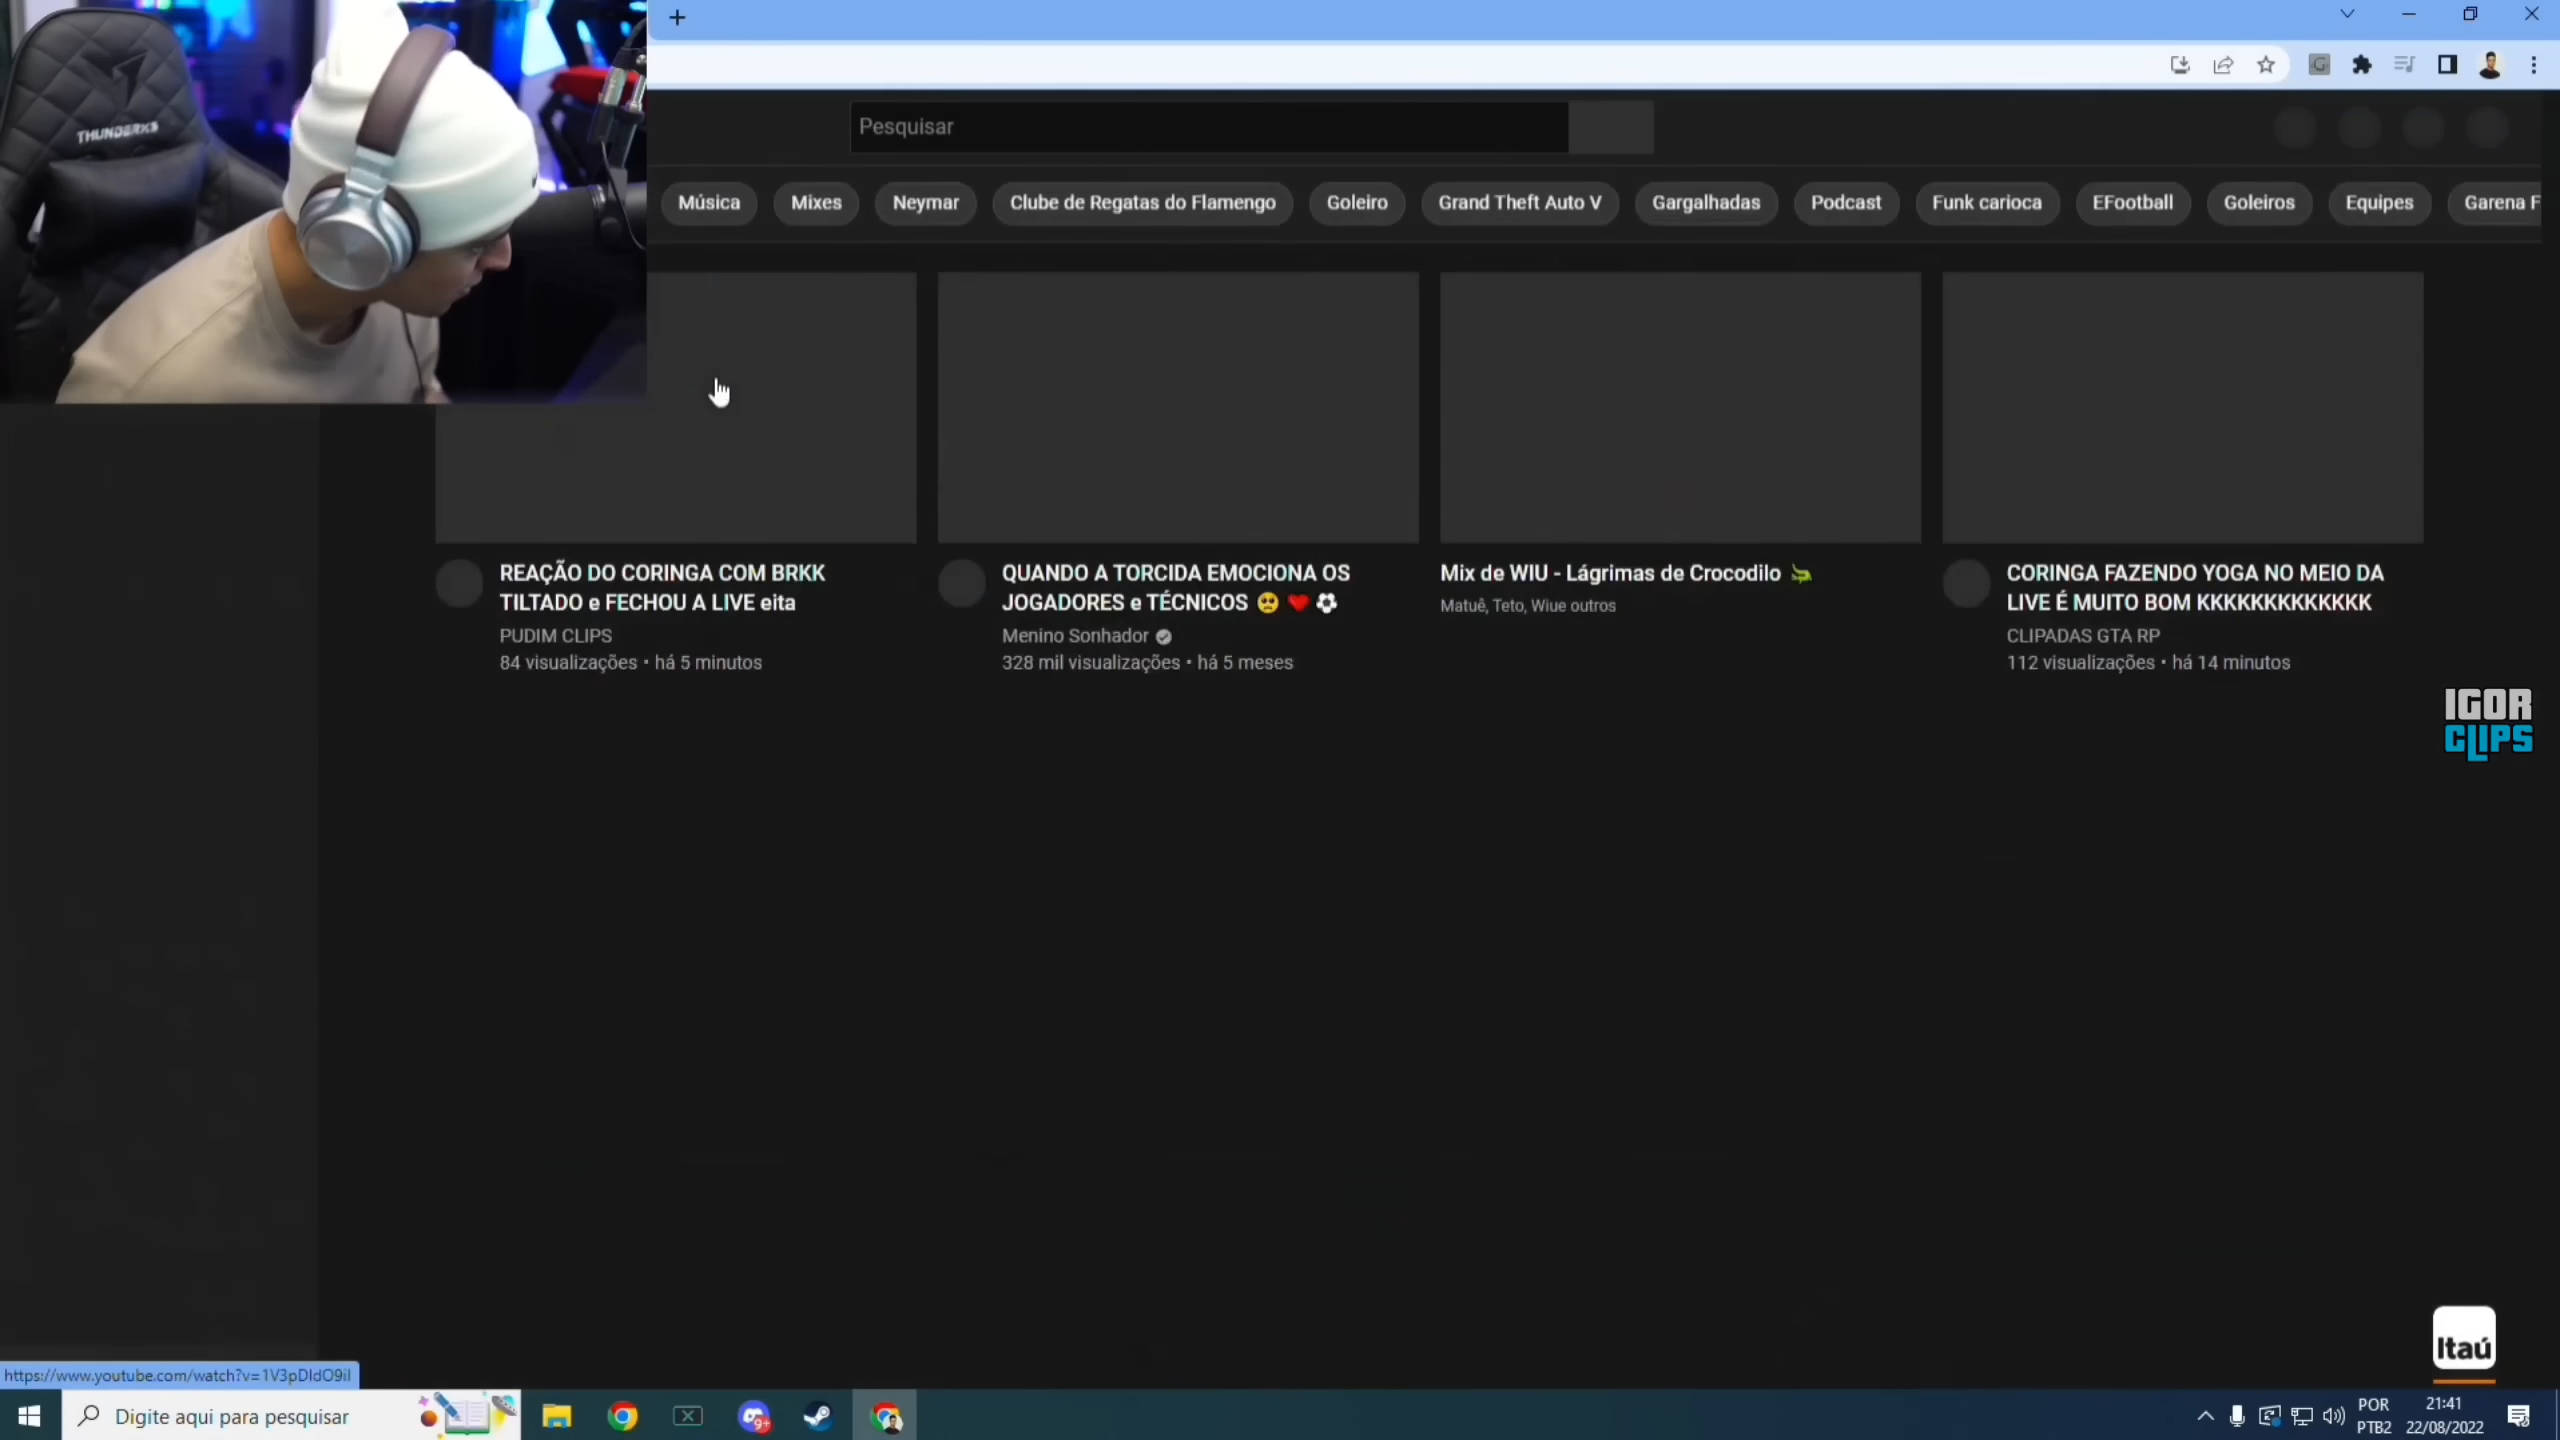 THUNDERX3
Pesquisar
Música
Mixes
Neymar
Clube de Regatas do Flamengo
Goleiro
Grand Theft Auto V
Gargalhadas
Podcast
Funk carioca
EFootball
Goleiros
Equipes
Garena F
REAÇÃO DO CORINGA COM BRKK
TILTADO e FECHOU A LIVE eita
PUDIM CLIPS
84 visualizações • há 5 minutos
QUANDO A TORCIDA EMOCIONA OS
JOGADORES e TÉCNICOS 🥺 ❤️ ⚽
Menino Sonhador
328 mil visualizações • há 5 meses
Mix de WIU - Lágrimas de Crocodilo 🐊
Matuê, Teto, Wiue outros
CORINGA FAZENDO YOGA NO MEIO DA
LIVE É MUITO BOM KKKKKKKKKKKKK
CLIPADAS GTA RP
112 visualizações • há 14 minutos
IGOR
CLIPS
Itaú
https://www.youtube.com/watch?v=1V3pDIdO9iI
Digite aqui para pesquisar
9+
POR
PTB2
21:41
22/08/2022